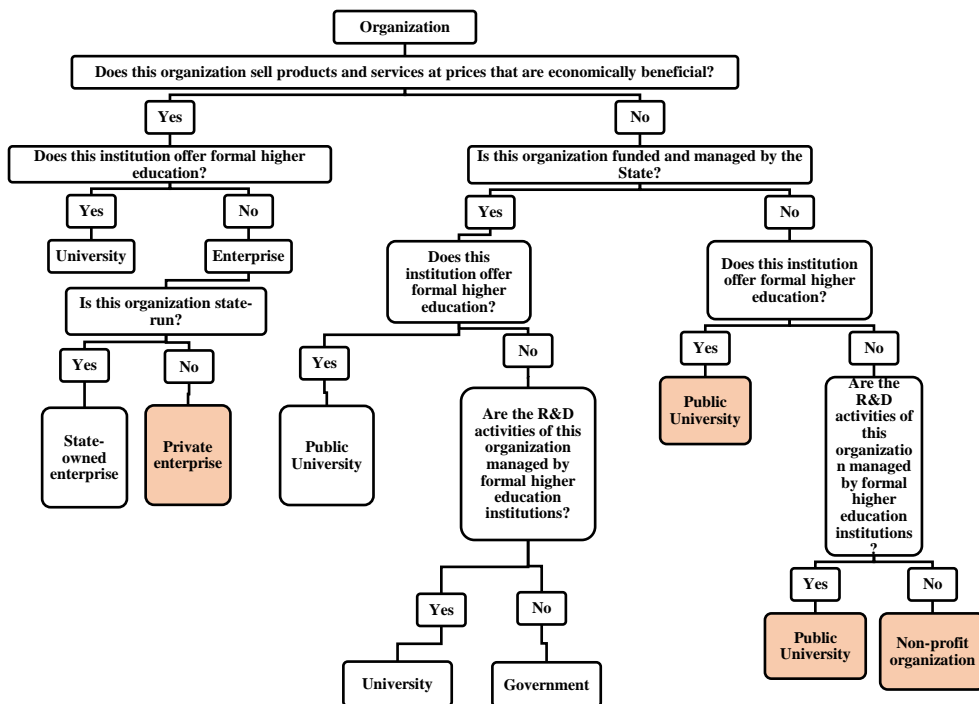 Organization
Does this organization sell products and services at prices that are economically beneficial?
Yes
No
Does this institution offer formal higher
education?
Is this organization funded and managed by the
State?
Yes
No
Yes
No
University
Enterprise
Does this
institution offer
formal higher
education?
Does this institution
offer formal higher
education?
Is this organization state-
run?
Yes
No
Yes
No
Yes
No
State-
owned
enterprise
Private
enterprise
Public
University
Are the R&D
activities of this
organization
managed by
formal higher
education
institutions?
Public
University
Are the
R&D
activities of
this
organizatio
n managed
by formal
higher
education
institutions
?
Yes
No
Yes
No
University
Government
Public
University
Non-profit
organization